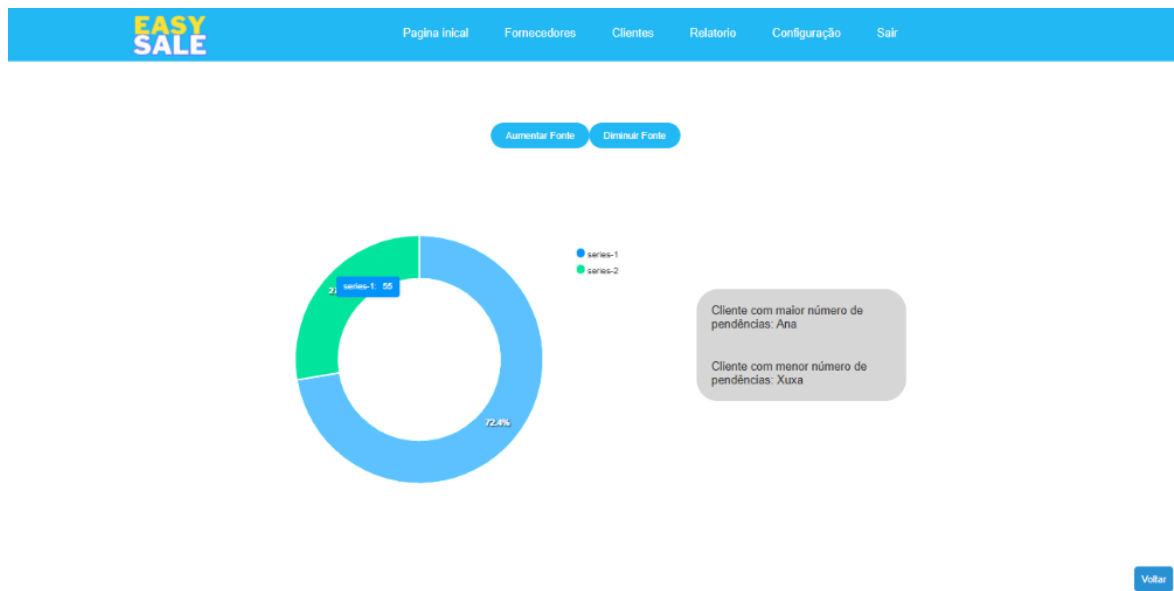 EASY
SALE
Pagina inical Fornecedores Clientes Relatorio Configuração Sair
Aumentar Fonte Diminuir Fonte
series-1
series-2
series-1: 55
72.4%
Cliente com maior número de
pendências: Ana
Cliente com menor número de
pendências: Xuxa
Voltar